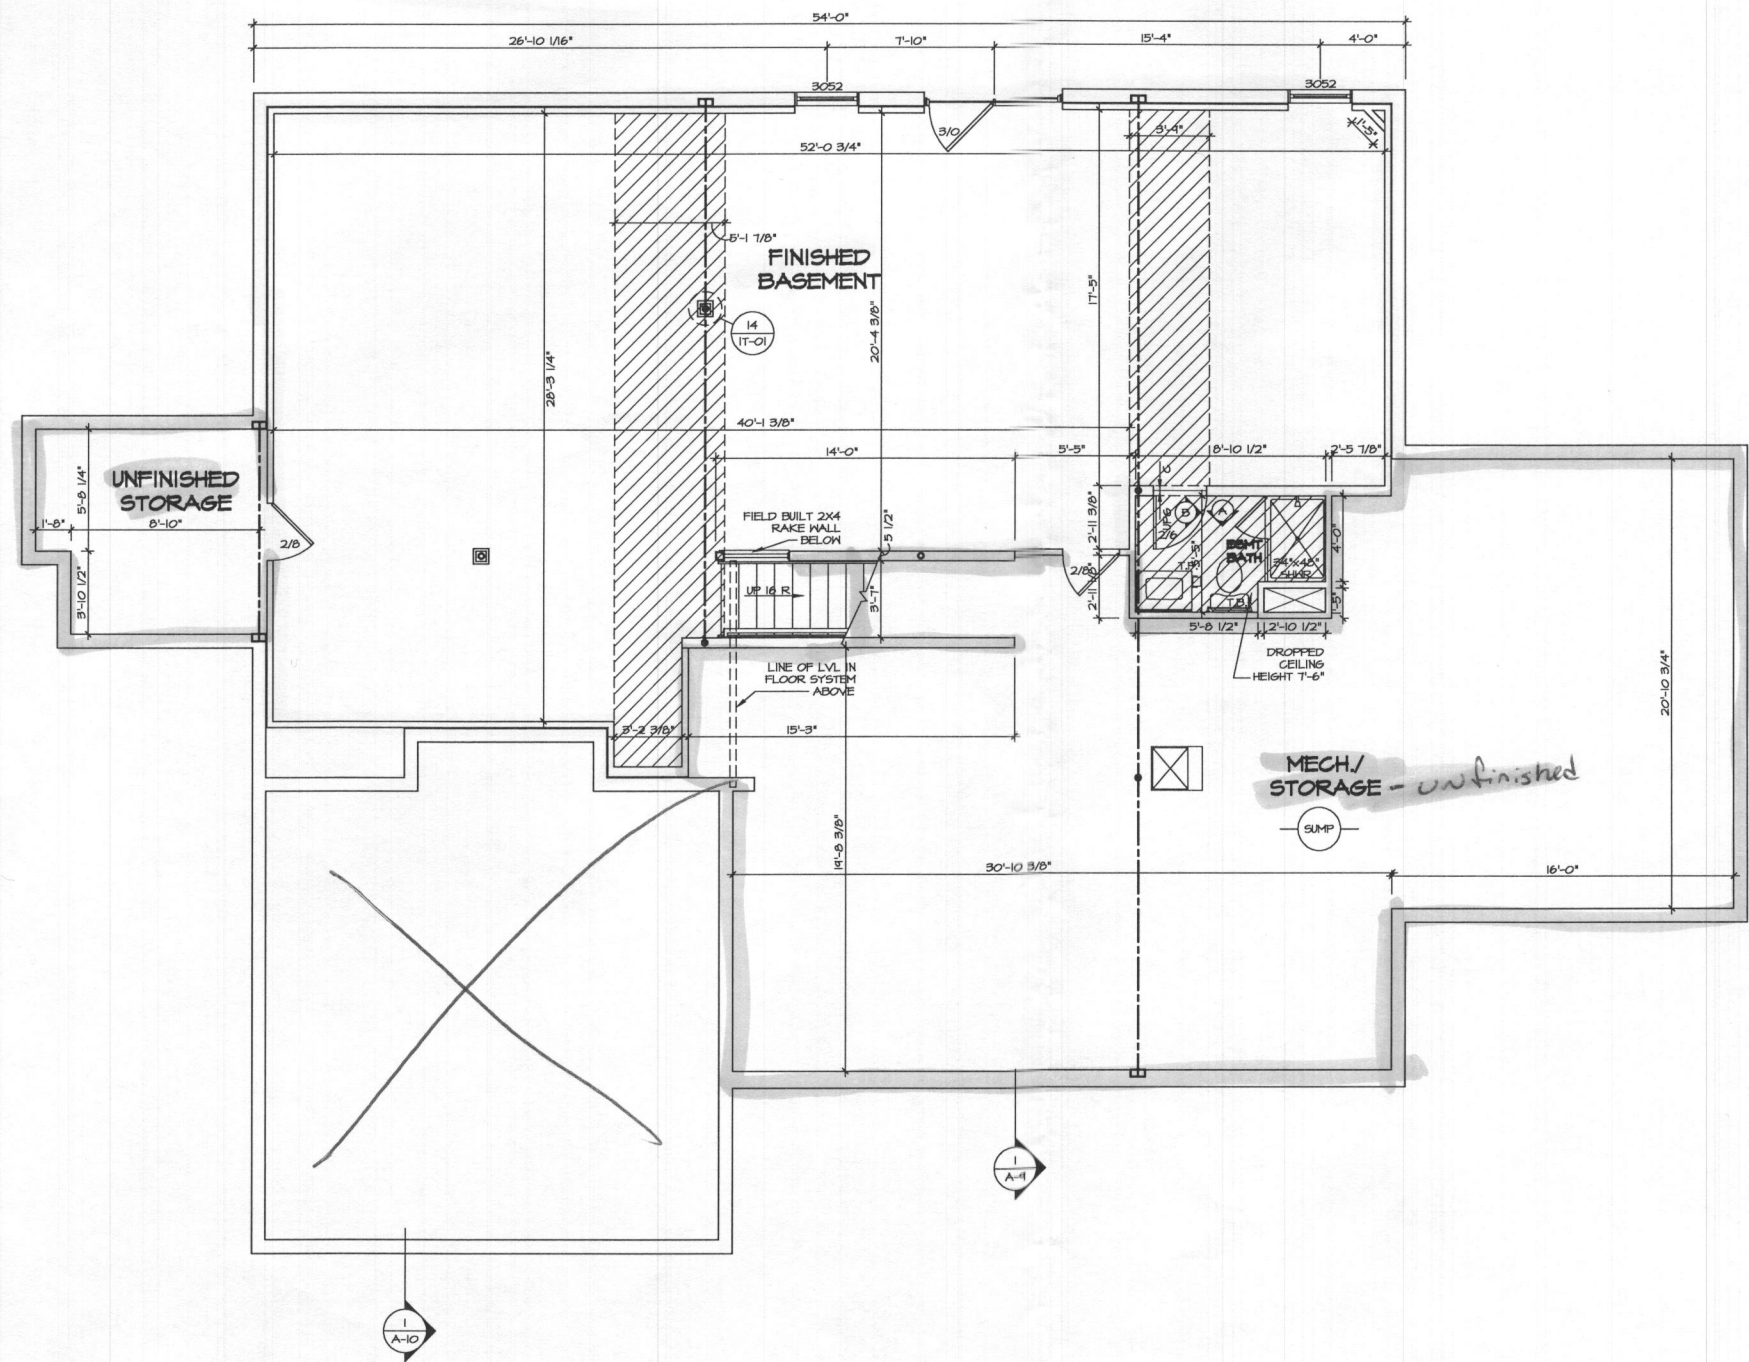 54'-0"
26'-10 1/16"
7'-10"
15'-4"
4'-0"
3052
3052
3/0
3'-9"
1'-5"
52'-0 3/4"
5'-1 7/8"
FINISHED
BASEMENT
17'-5"
14
1T-01
20'-4 3/8"
28'-3 1/4"
40'-1 3/8"
14'-0"
5'-5"
8'-10 1/2"
2'-5 7/8"
UNFINISHED
STORAGE
5'-8 1/4"
1'-8"
8'-10"
2/8
3'-10 1/2"
FIELD BUILT 2X4
RAKE WALL
BELOW
5 1/2"
2'-11 3/8"
B
A
2/6
BSMT
BATH
4'-0"
34"x48"
SHWR
2/8
2'-11 1/8"
UP 16 R
3'-7"
T.B.
1'-5"
5'-8 1/2"
2'-10 1/2"
LINE OF LVL IN
FLOOR SYSTEM
ABOVE
DROPPED
CEILING
HEIGHT 7'-6"
20'-10 3/4"
3'-2 3/8"
15'-3"
MECH./
STORAGE - unfinished
SUMP
19'-8 3/8"
30'-10 3/8"
16'-0"
1
A-9
1
A-10